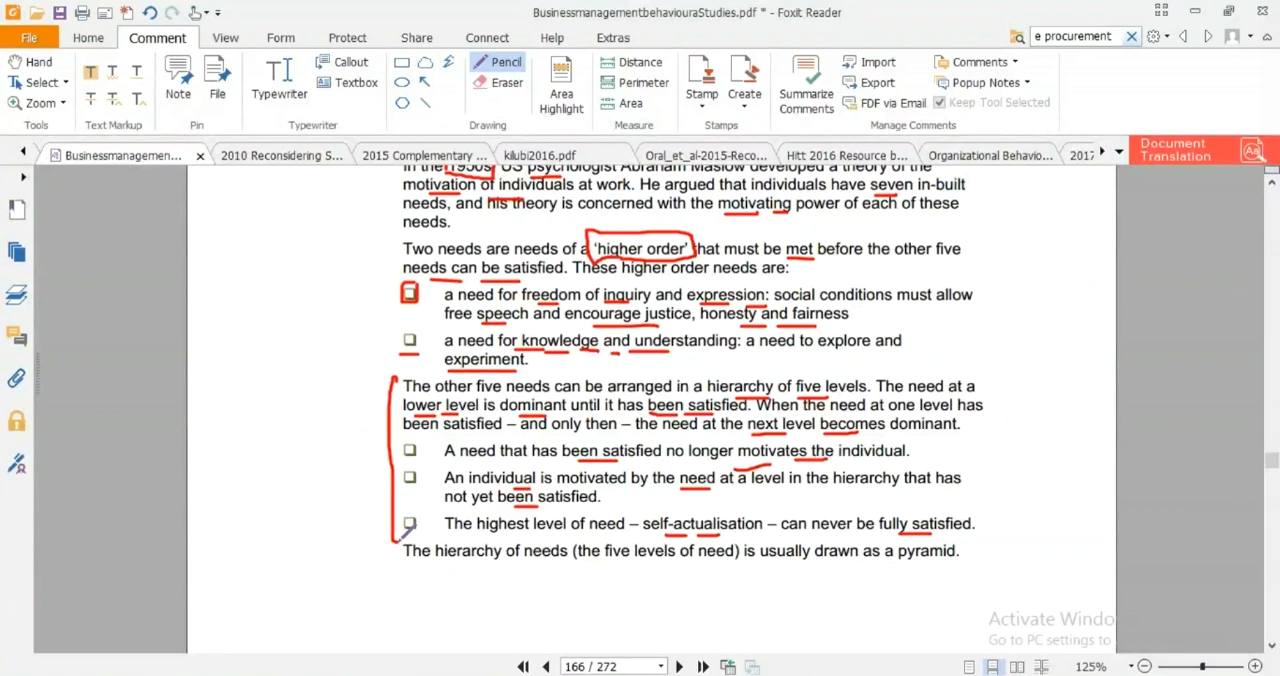 BusinessmanagementbehaviouraStudies.pdf * - Foxit Reader
File Home Comment View Form Protect Share Connect Help Extras
e procurement
Hand
Select
Zoom
Tools
Text Markup
Note
File
Pin
Typewriter
Callout
Textbox
Typewriter
Pencil
Eraser
Area
Highlight
Drawing
Distance
Perimeter
Area
Measure
Stamp
Create
Stamps
Summarize
Comments
Import
Export
FDF via Email
Comments
Popup Notes
Keep Tool Selected
Manage Comments
Businessmanagemen...
2010 Reconsidering S...
2015 Complementary ...
kilubi2016.pdf
Oral_et_al-2015-Reco...
Hitt 2016 Resource b...
Organizational Behavio...
2017
Document
Translation
In the 1950s US psychologist Abraham Maslow developed a theory of the
motivation of individuals at work. He argued that individuals have seven in-built
needs, and his theory is concerned with the motivating power of each of these
needs.
Two needs are needs of a 'higher order' that must be met before the other five
needs can be satisfied. These higher order needs are:
a need for freedom of inquiry and expression: social conditions must allow
free speech and encourage justice, honesty and fairness
a need for knowledge and understanding: a need to explore and
experiment.
The other five needs can be arranged in a hierarchy of five levels. The need at a
lower level is dominant until it has been satisfied. When the need at one level has
been satisfied – and only then – the need at the next level becomes dominant.
A need that has been satisfied no longer motivates the individual.
An individual is motivated by the need at a level in the hierarchy that has
not yet been satisfied.
The highest level of need – self-actualisation – can never be fully satisfied.
The hierarchy of needs (the five levels of need) is usually drawn as a pyramid.
Activate Windo
Go to PC settings to
166 / 272
125%